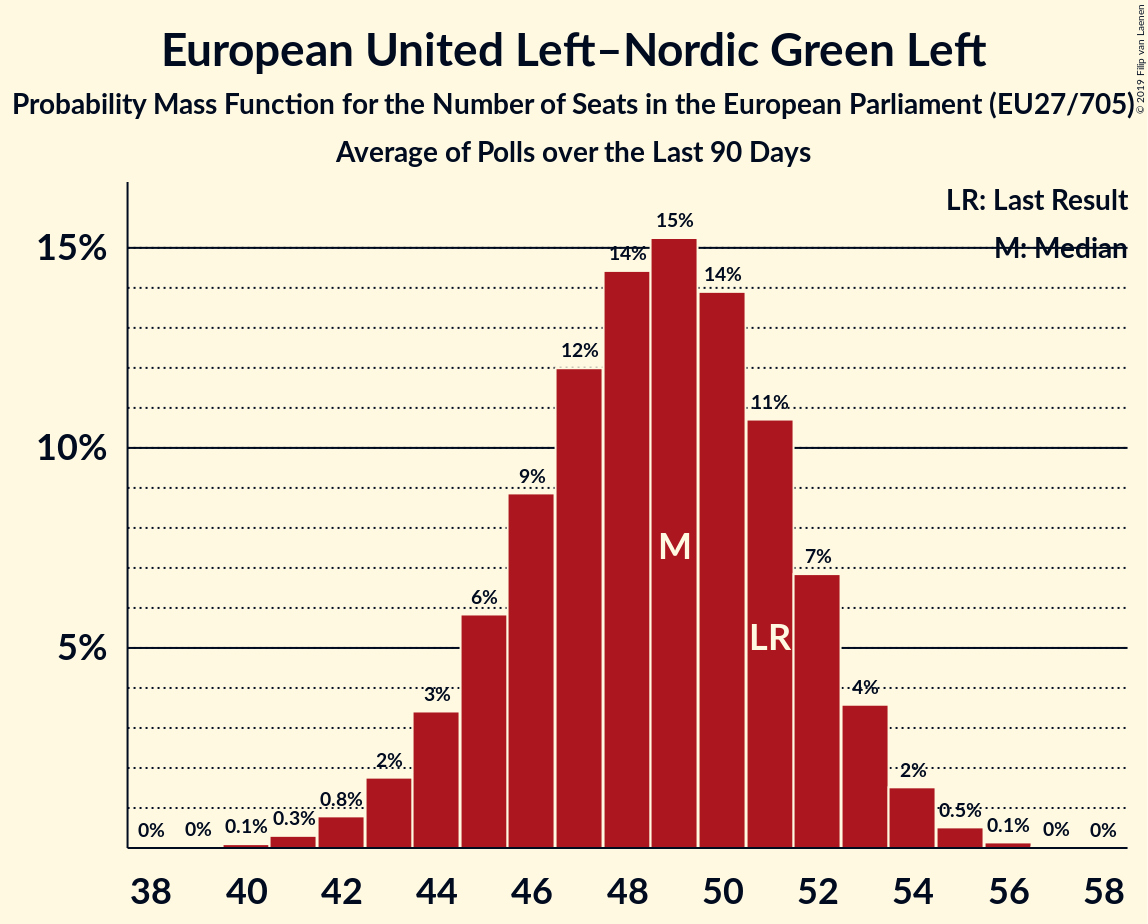 European United Left–Nordic Green Left
Probability Mass Function for the Number of Seats in the European Parliament (EU27/705)
Average of Polls over the Last 90 Days
© 2019 Filip van Laenen
LR: Last Result
M: Median
15%
10%
5%
0%
0%
0.1%
0.3%
0.8%
2%
3%
6%
9%
12%
14%
15%
14%
11%
7%
4%
2%
0.5%
0.1%
0%
0%
M
LR
38 40 42 44 46 48 50 52 54 56 58